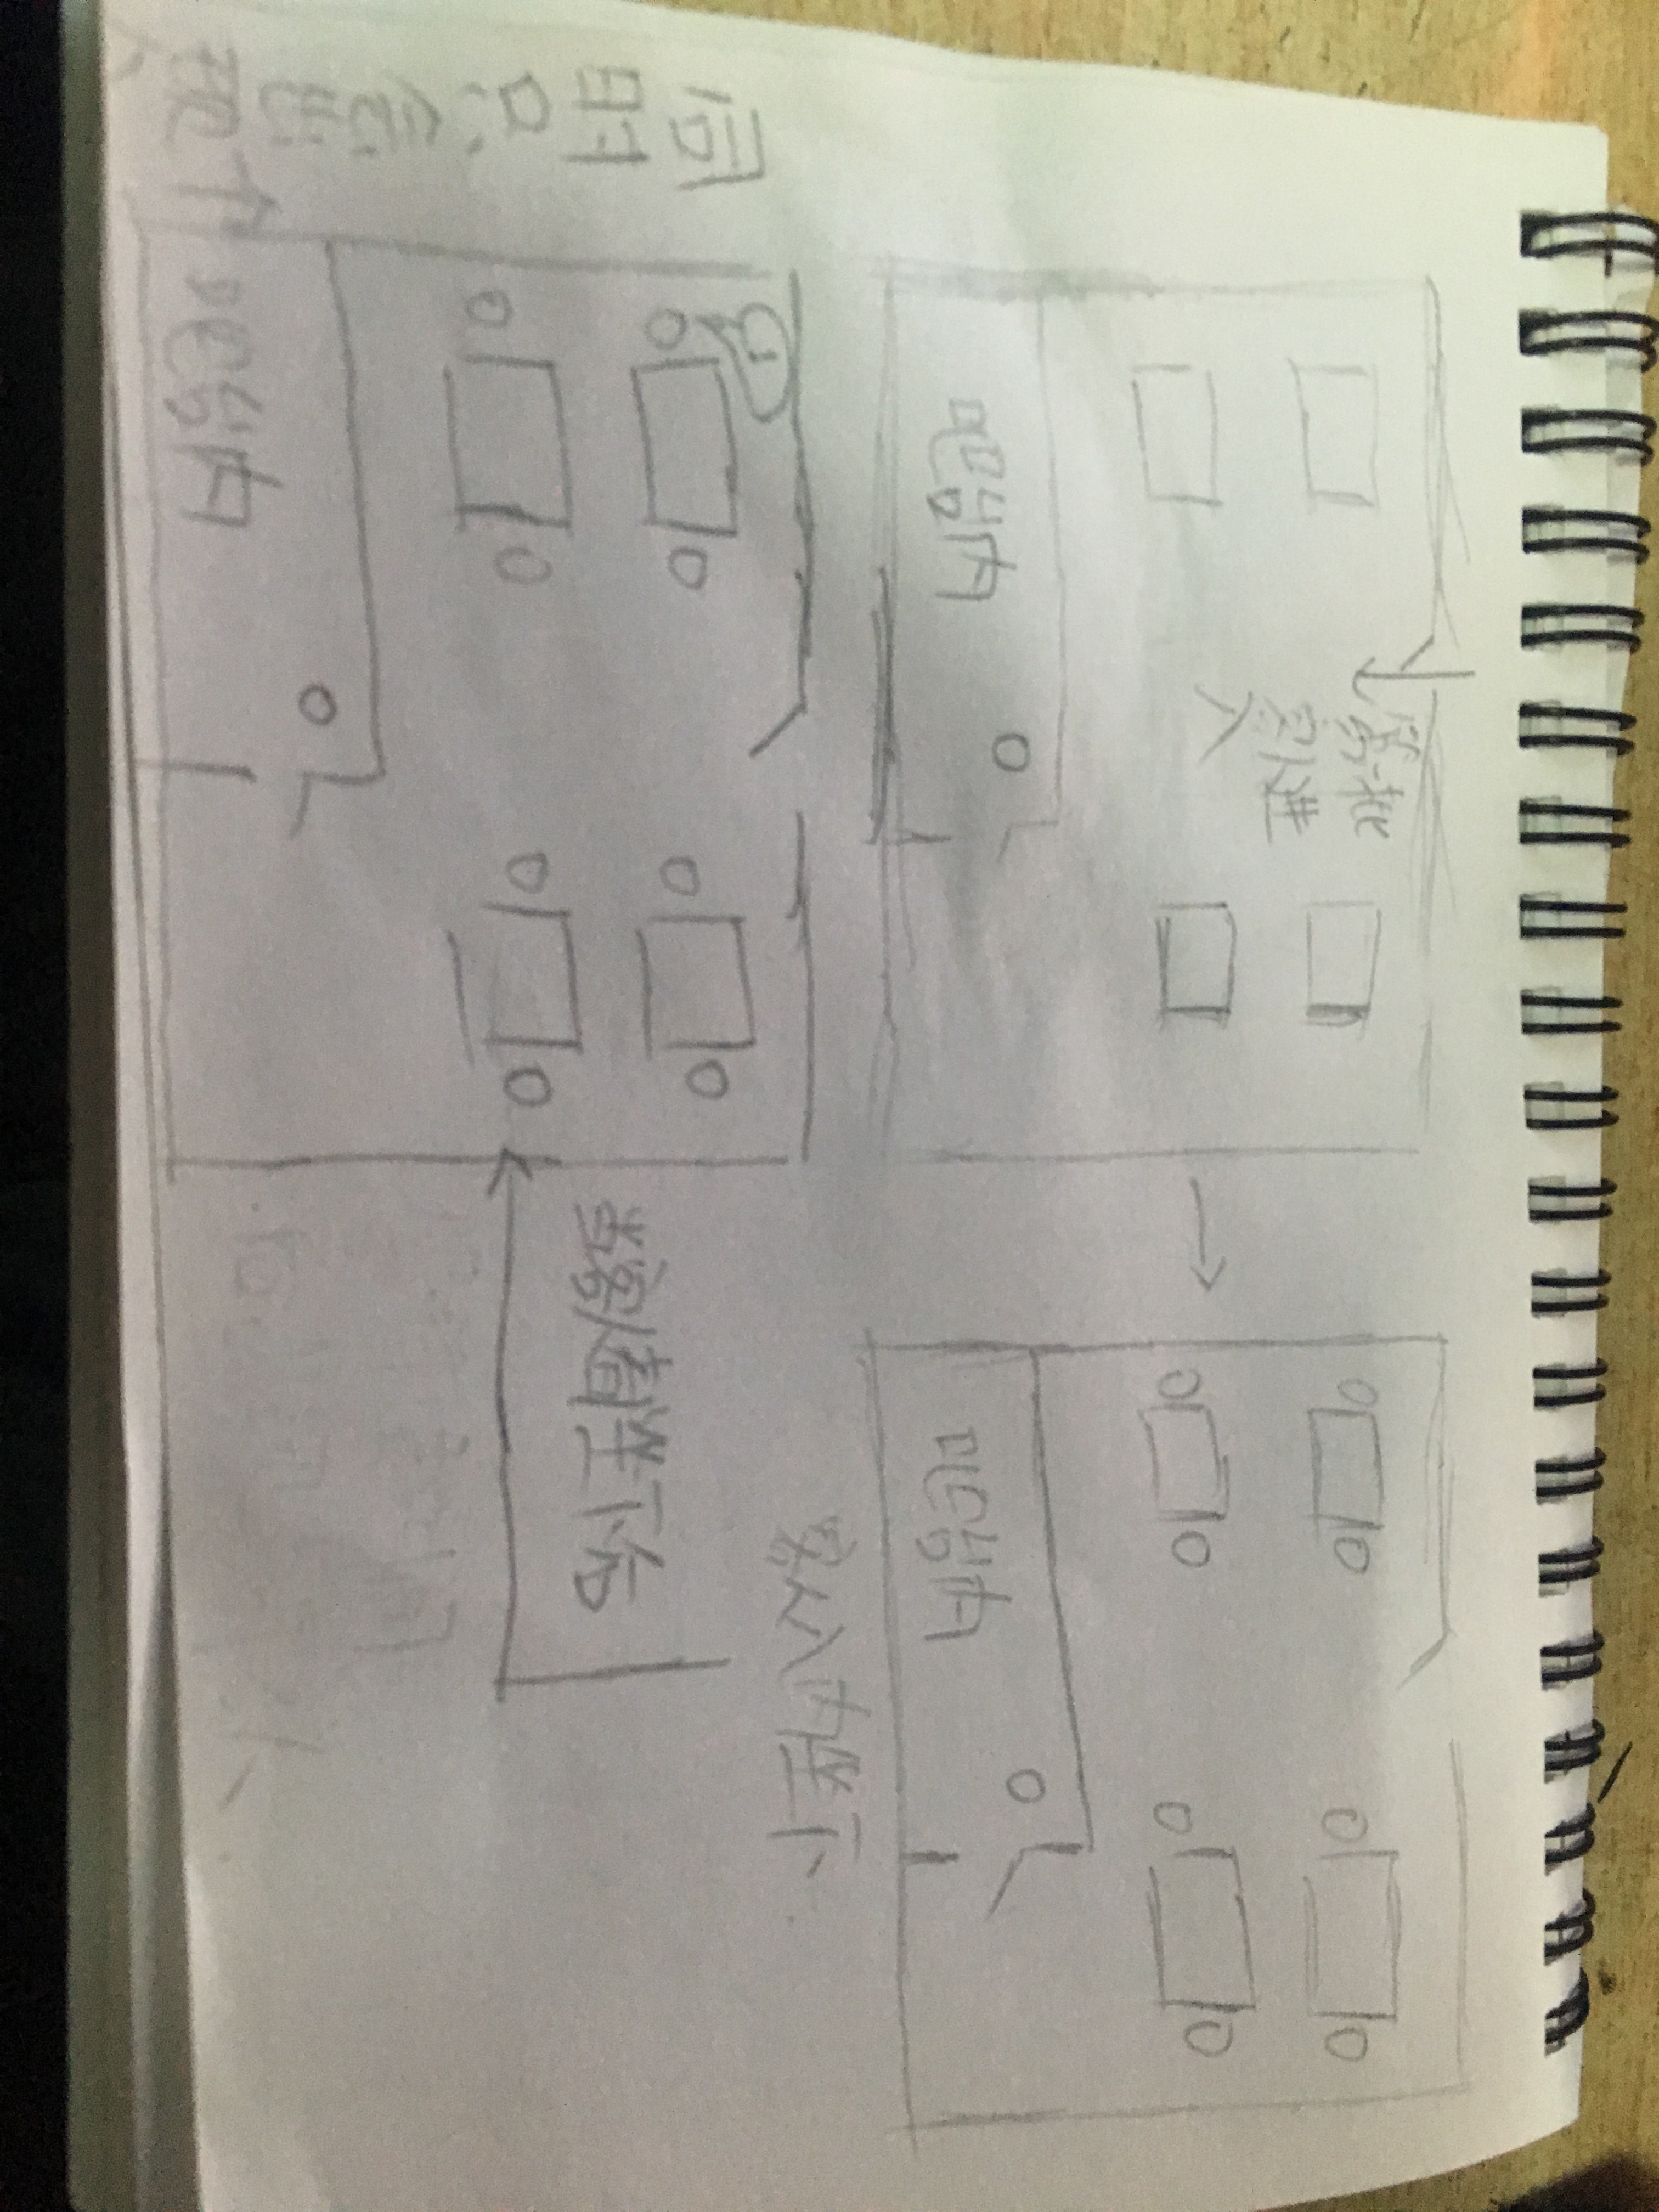 第一批
客人进
入
吧台内
吧台内
客人入内坐下.
当客人都坐下后
同时只会出现个人
吧台内